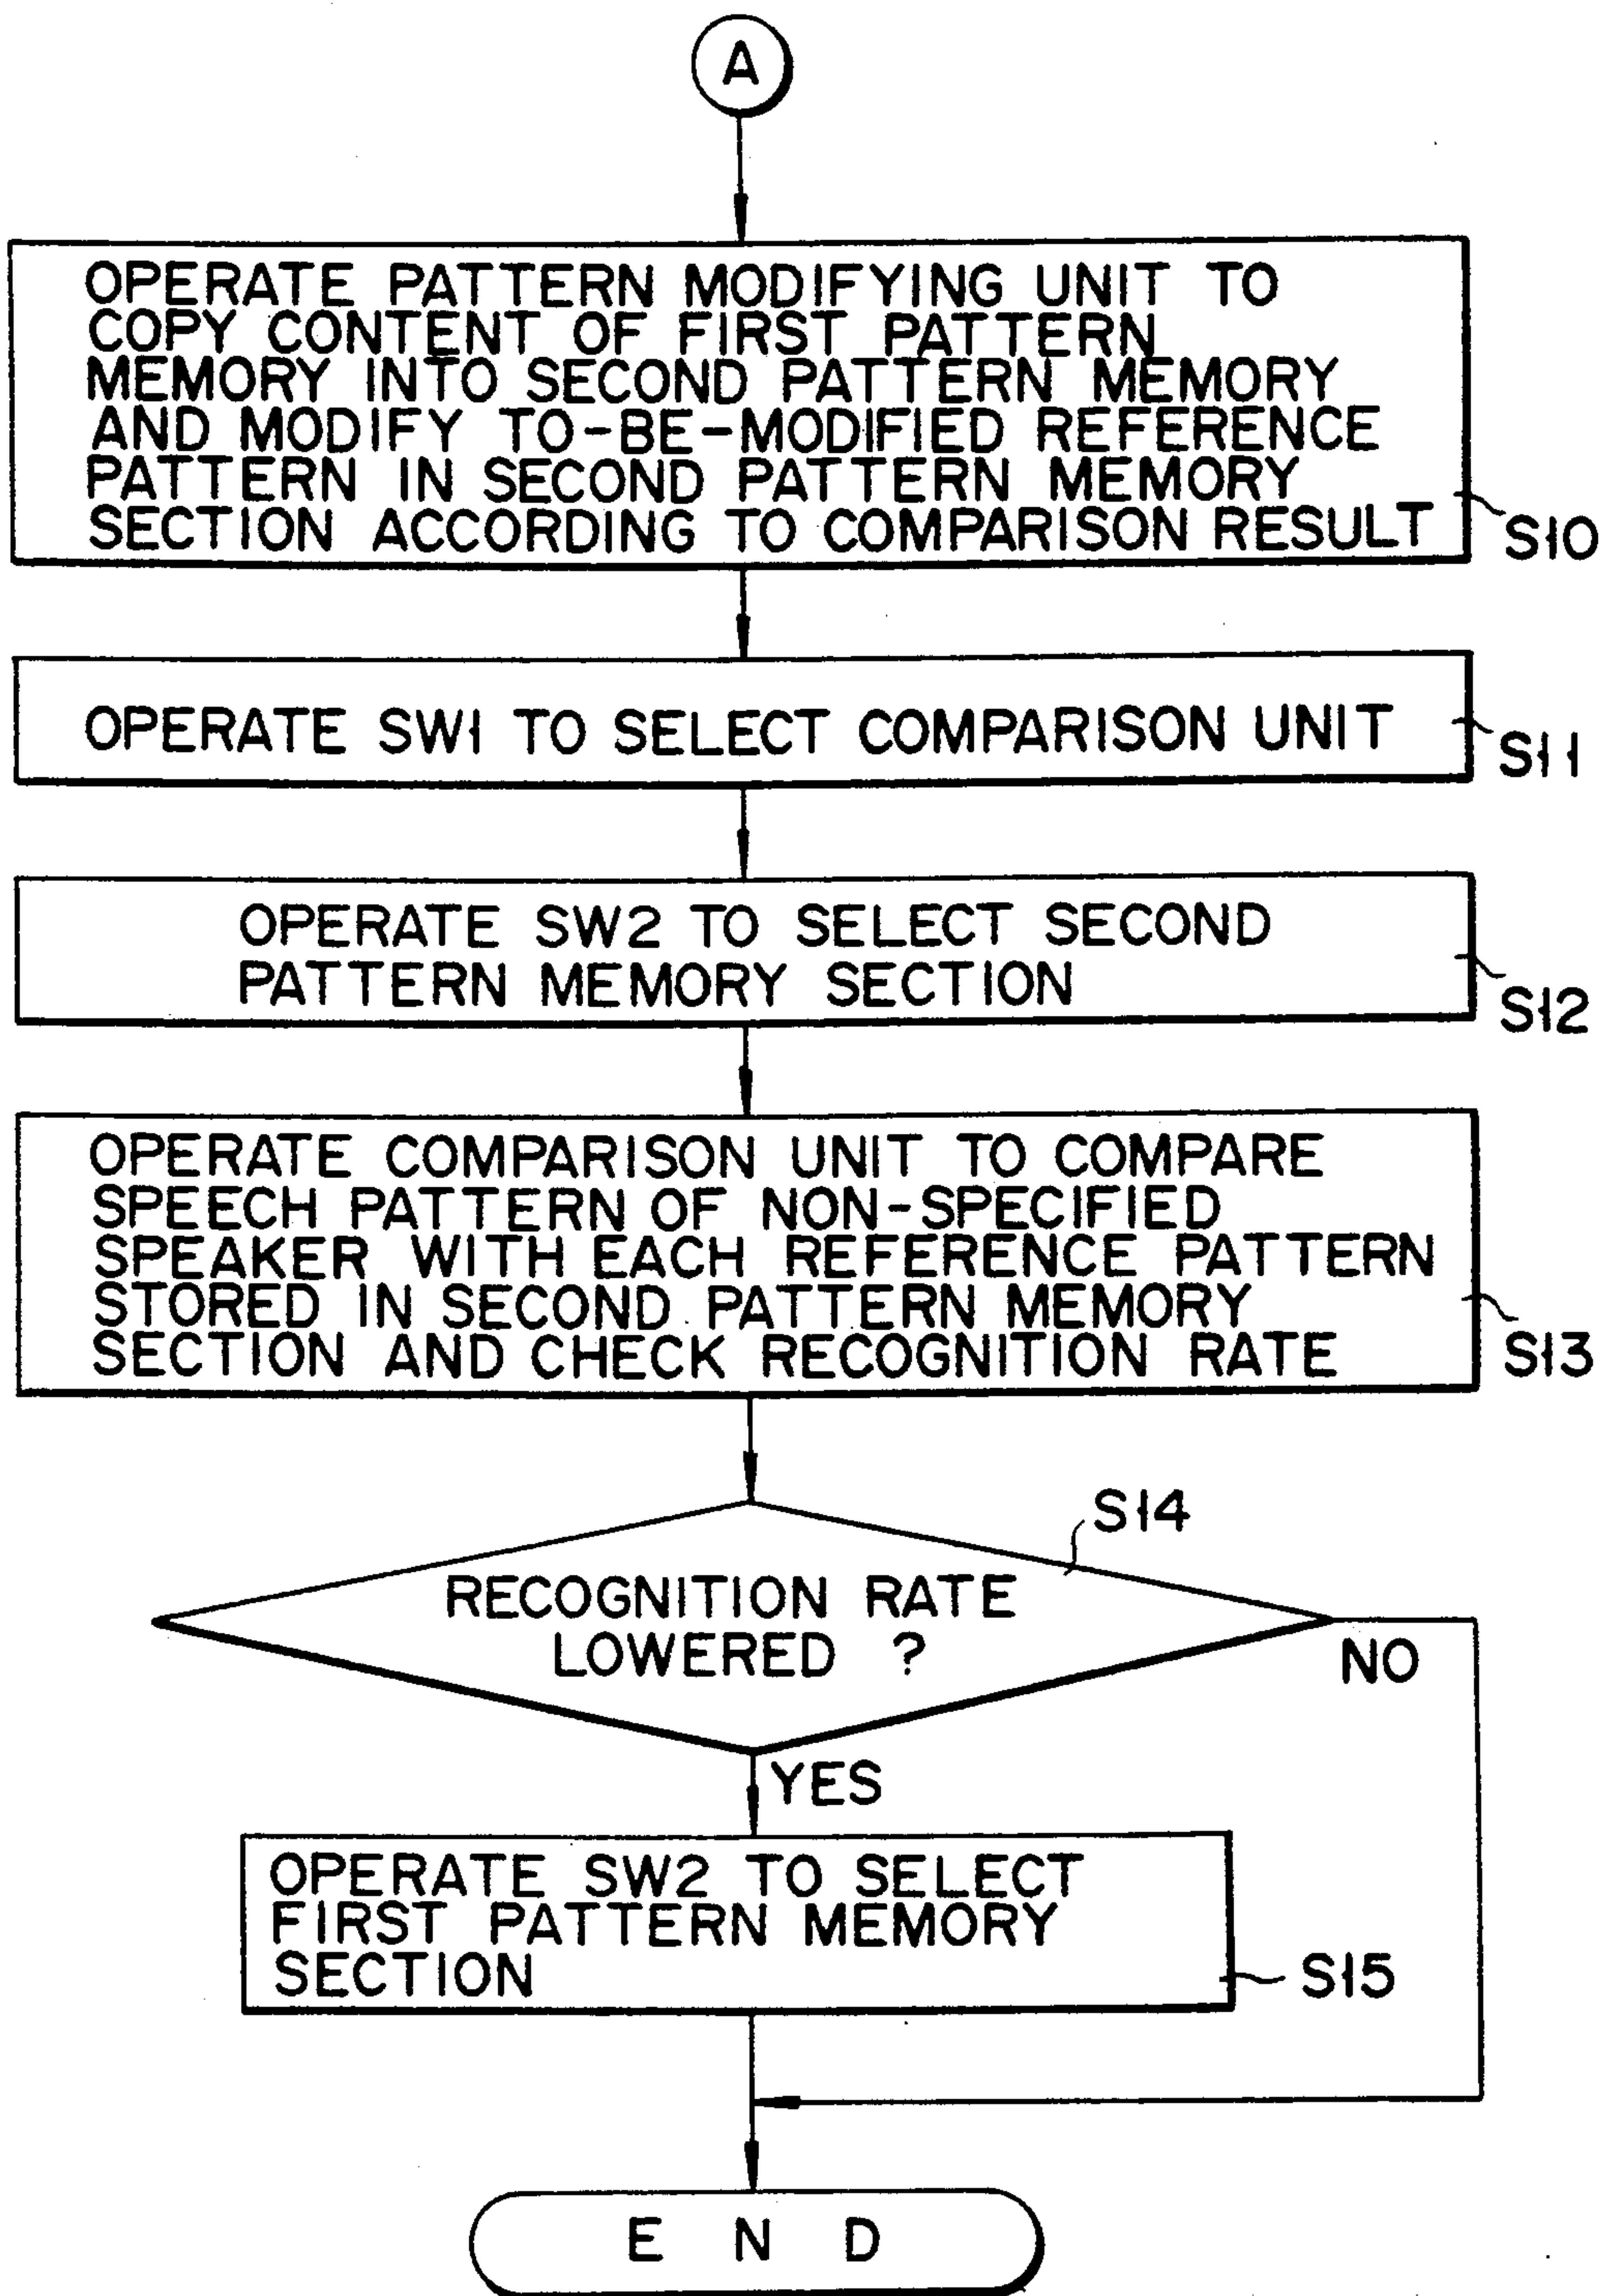 A
OPERATE PATTERN MODIFYING UNIT TO
COPY CONTENT OF FIRST PATTERN
MEMORY INTO SECOND PATTERN MEMORY
AND MODIFY TO-BE-MODIFIED REFERENCE
PATTERN IN SECOND PATTERN MEMORY
SECTION ACCORDING TO COMPARISON RESULT
S10
OPERATE SW1 TO SELECT COMPARISON UNIT
S11
OPERATE SW2 TO SELECT SECOND
PATTERN MEMORY SECTION
S12
OPERATE COMPARISON UNIT TO COMPARE
SPEECH PATTERN OF NON-SPECIFIED
SPEAKER WITH EACH REFERENCE PATTERN
STORED IN SECOND PATTERN MEMORY
SECTION AND CHECK RECOGNITION RATE
S13
S14
RECOGNITION RATE
LOWERED ?
NO
YES
OPERATE SW2 TO SELECT
FIRST PATTERN MEMORY
SECTION
S15
END